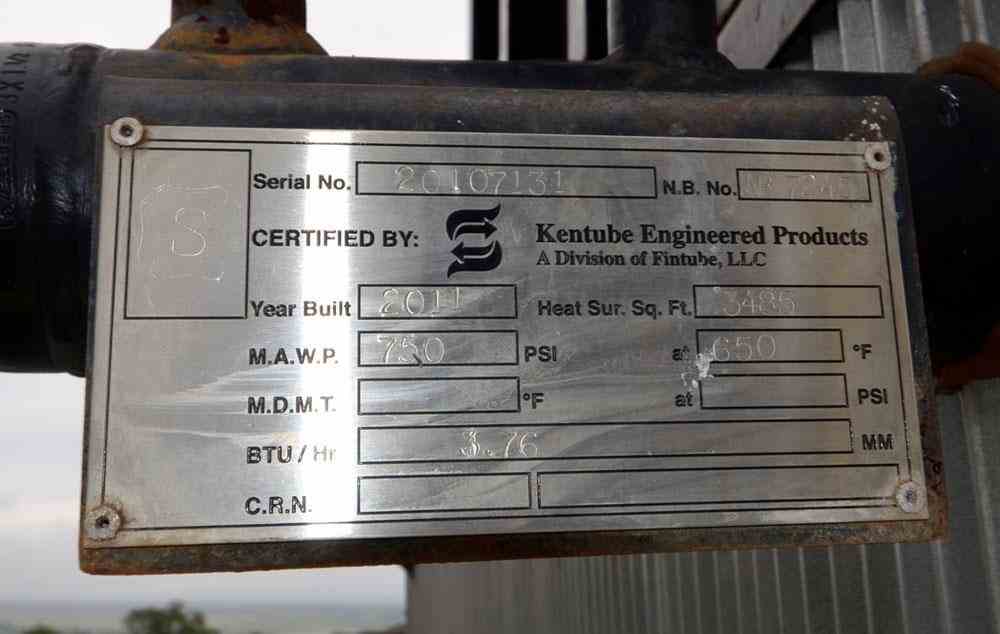 S
Serial No. 20107131 N.B. No.
CERTIFIED BY: Kentube Engineered Products
A Division of Fintube, LLC
Year Built 2011 Heat Sur. Sq. Ft. 3485
M.A.W.P. 750 PSI at 650 °F
M.D.M.T. °F at PSI
BTU / Hr 3.76 MM
C.R.N.